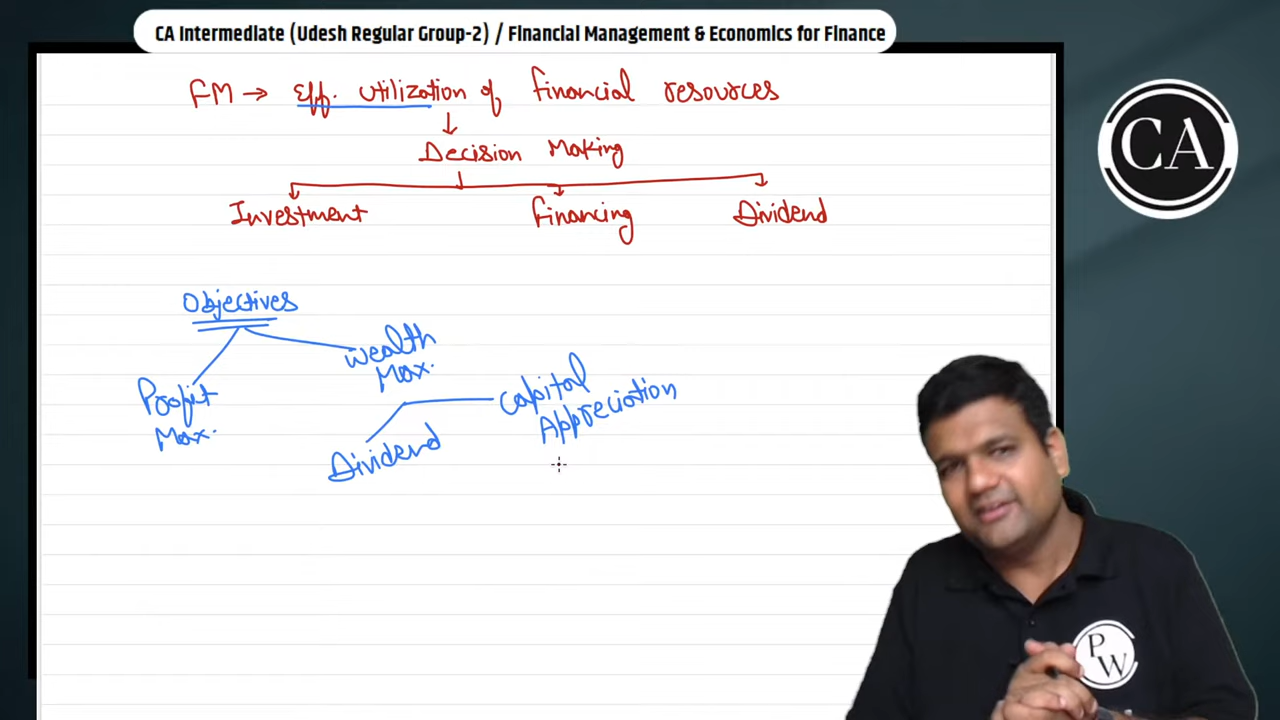 CA Intermediate (Udesh Regular Group-2) / Financial Management & Economics for Finance
CA
FM → Eff. utilization of financial resources
Decision Making
Investment Financing Dividend
Objectives
Wealth
Max.
Profit
Max.
Capital
Appreciation
Dividend
PW